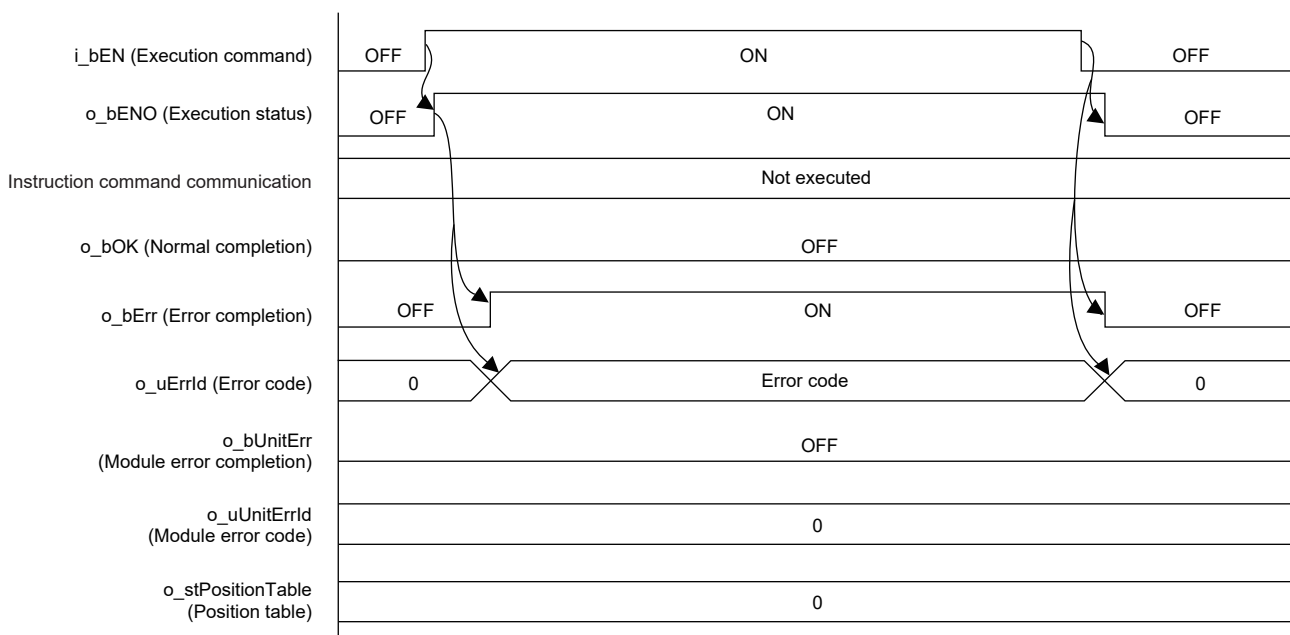 i_bEN (Execution command) OFF ON OFF
o_bENO (Execution status) OFF ON OFF
Instruction command communication Not executed
o_bOK (Normal completion) OFF
o_bErr (Error completion) OFF ON OFF
o_uErrId (Error code) 0 Error code 0
o_bUnitErr
(Module error completion) OFF
o_uUnitErrId
(Module error code) 0
o_stPositionTable
(Position table) 0